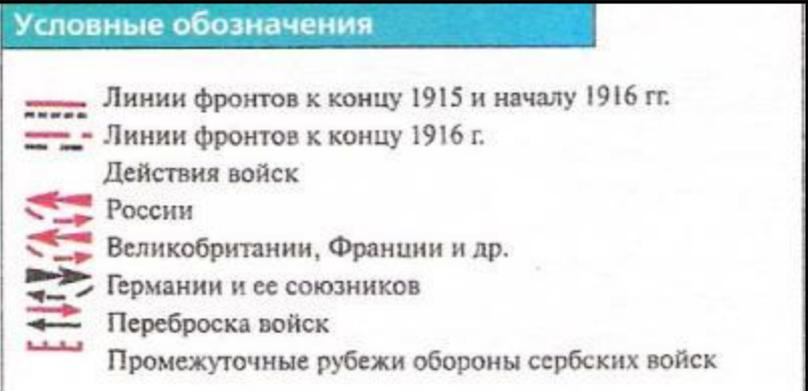 Условные обозначения
Линии фронтов к концу 1915 и началу 1916 гг.
Линии фронтов к концу 1916 г.
Действия войск
России
Великобритании, Франции и др.
Германии и ее союзников
Переброска войск
Промежуточные рубежи обороны сербских войск